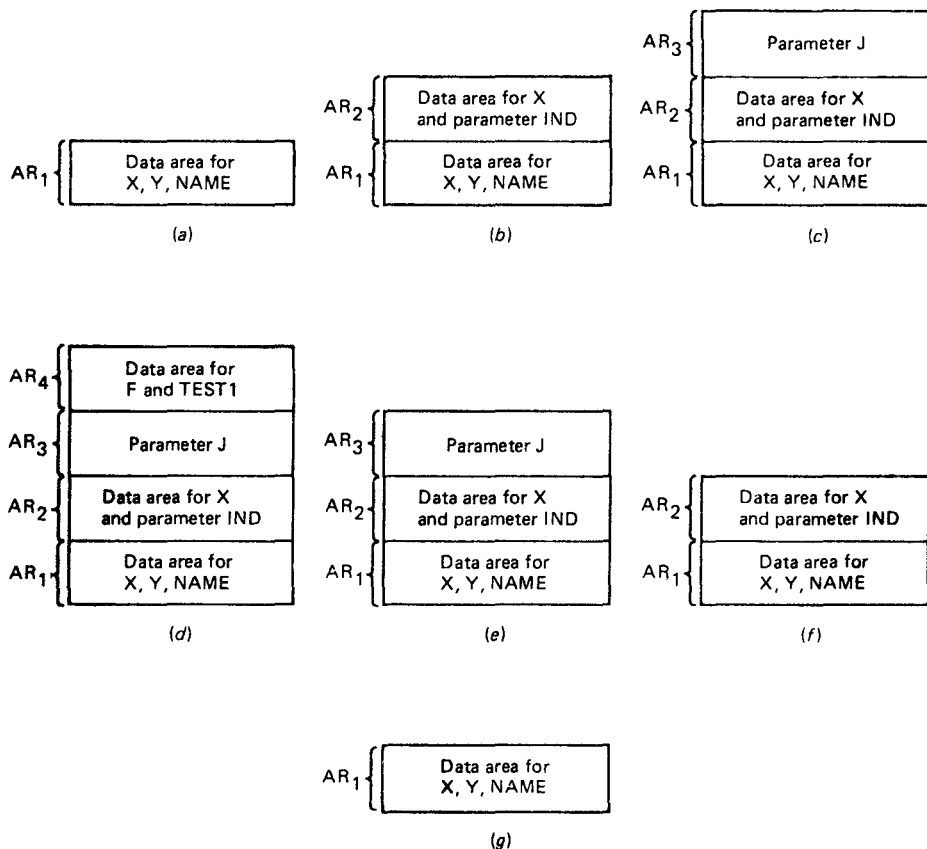 AR3
Parameter J
AR2
Data area for X
and parameter IND
AR2
Data area for X
and parameter IND
AR1
Data area for
X, Y, NAME
AR1
Data area for
X, Y, NAME
AR1
Data area for
X, Y, NAME
(a)
(b)
(c)
AR4
Data area for
F and TEST1
AR3
Parameter J
AR3
Parameter J
AR2
Data area for X
and parameter IND
AR2
Data area for X
and parameter IND
AR2
Data area for X
and parameter IND
AR1
Data area for
X, Y, NAME
AR1
Data area for
X, Y, NAME
AR1
Data area for
X, Y, NAME
(d)
(e)
(f)
AR1
Data area for
X, Y, NAME
(g)